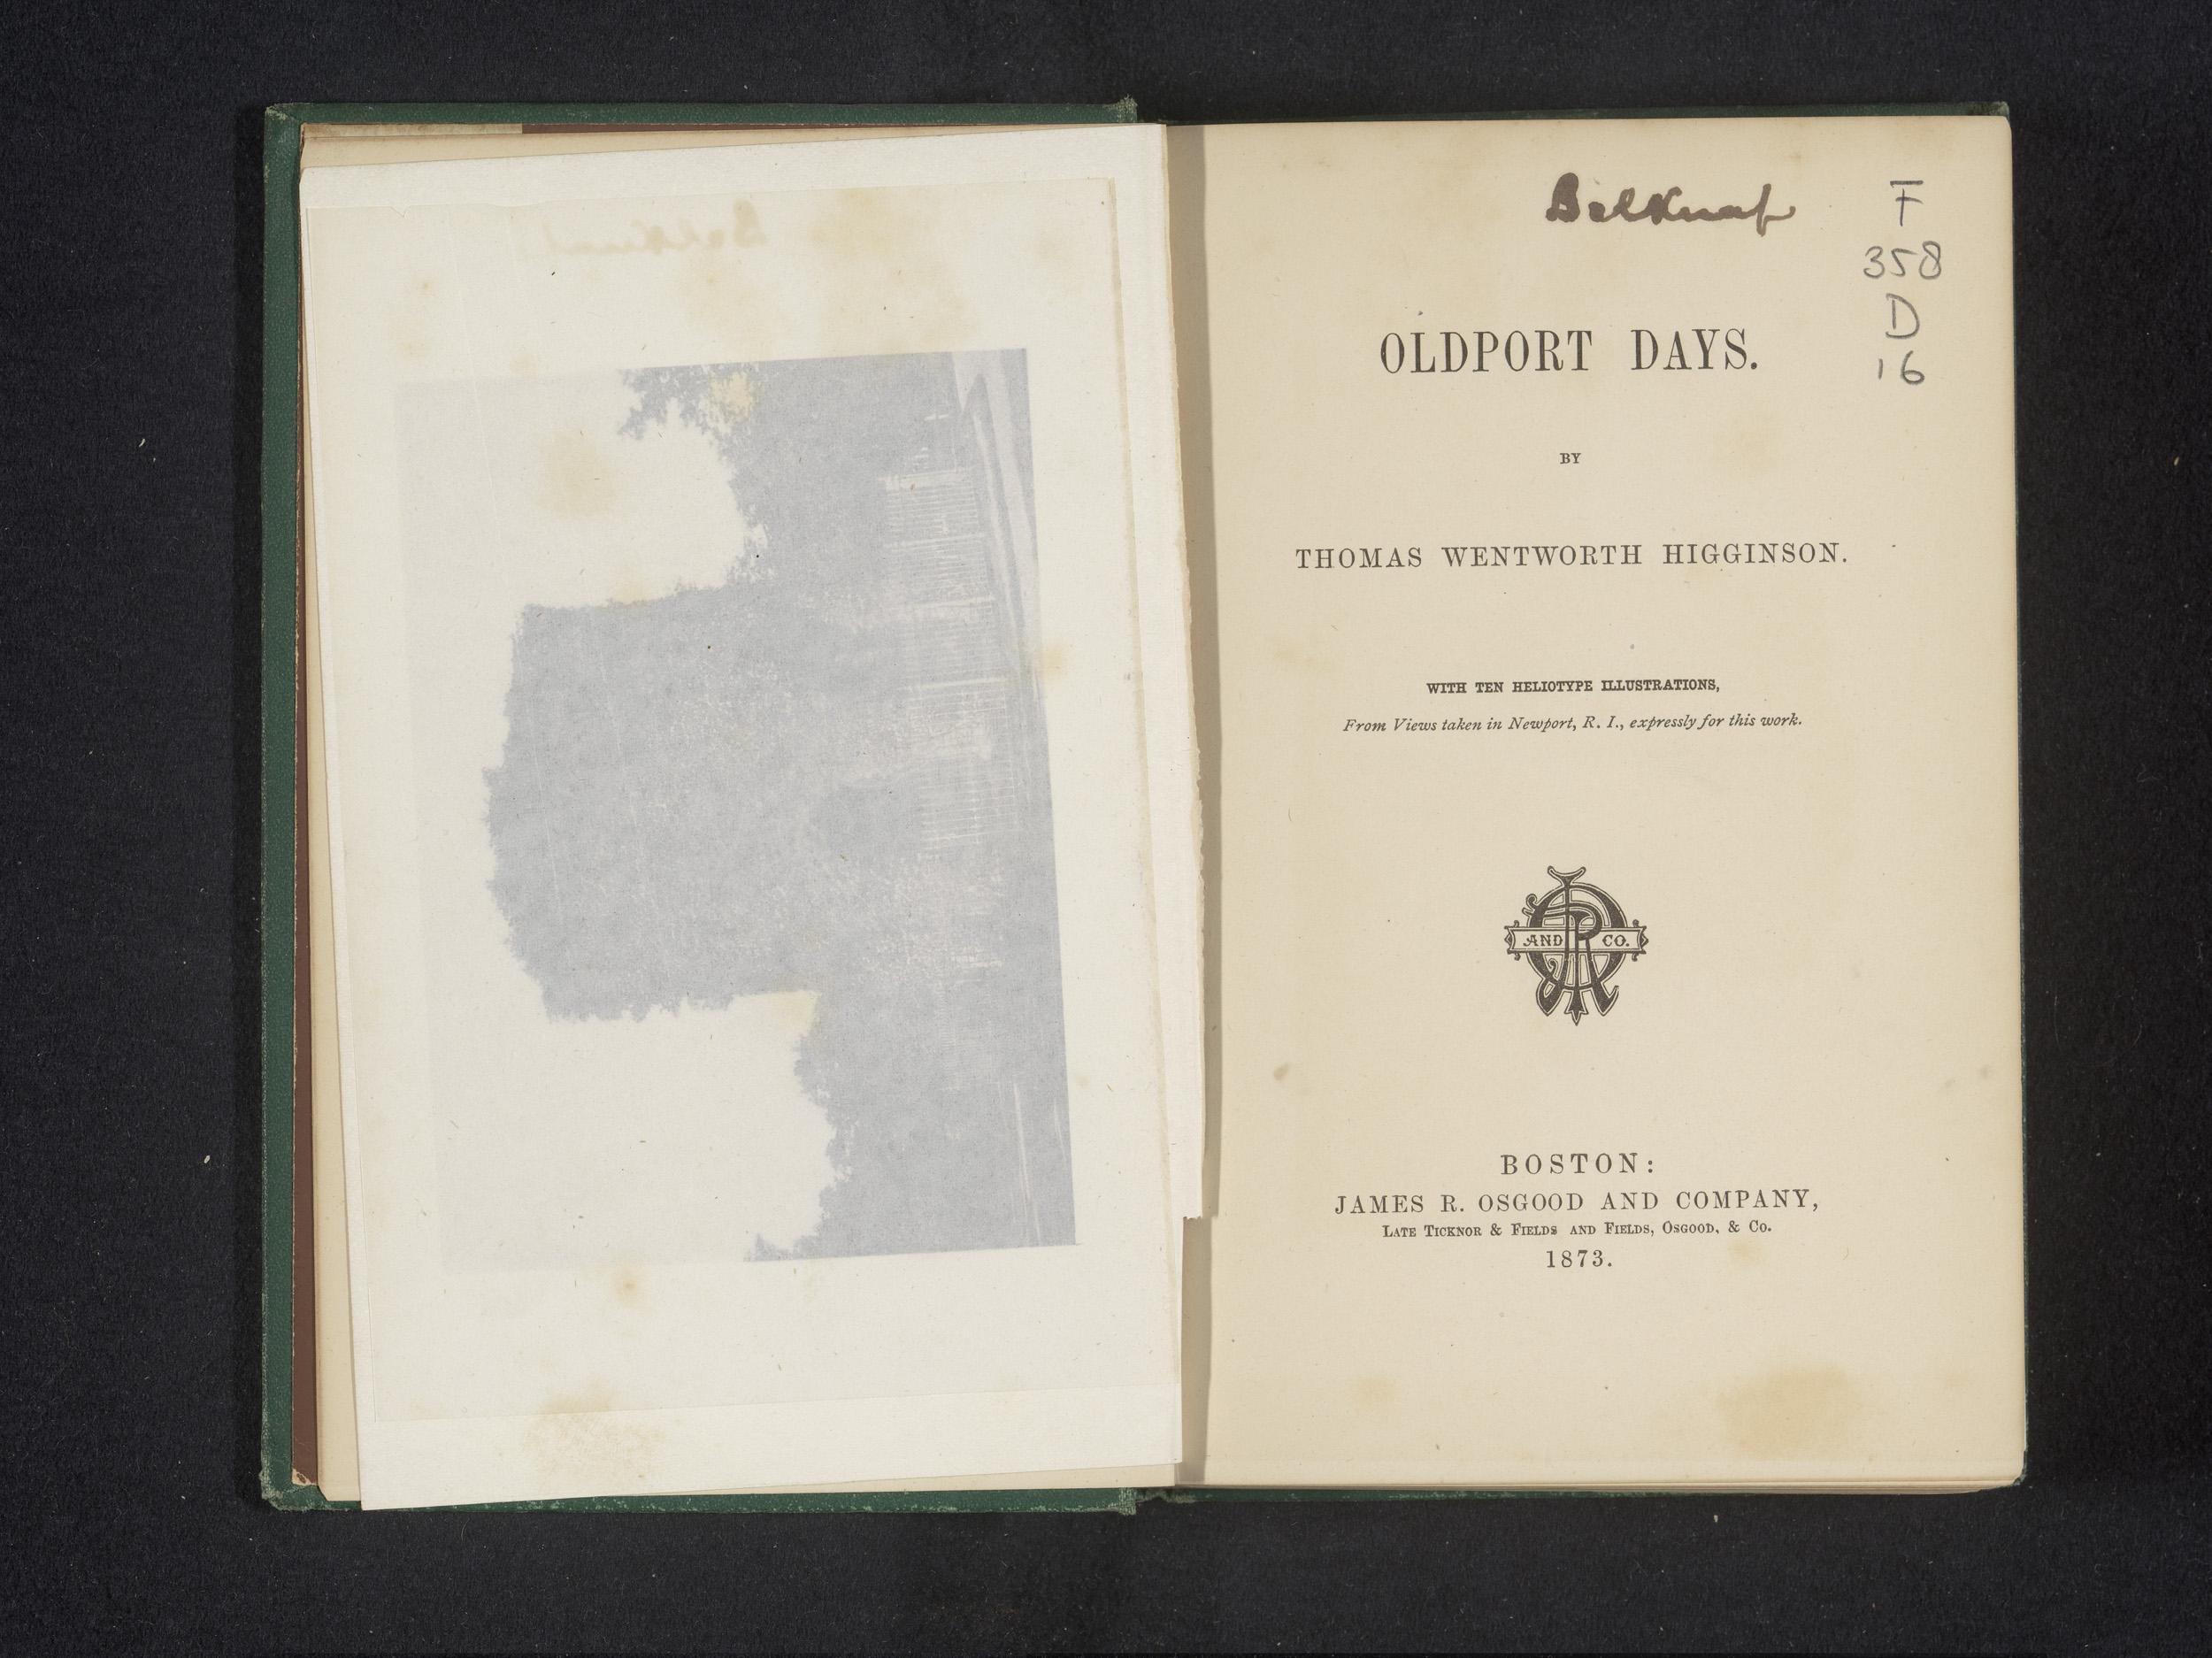 Belknap
F
358
D
16
OLDPORT DAYS.
BY
THOMAS WENTWORTH HIGGINSON.
WITH TEN HELIOTYPE ILLUSTRATIONS,
From Views taken in Newport, R. I., expressly for this work.
AND CO.
BOSTON:
JAMES R. OSGOOD AND COMPANY,
LATE TICKNOR & FIELDS AND FIELDS, OSGOOD, & CO.
1873.